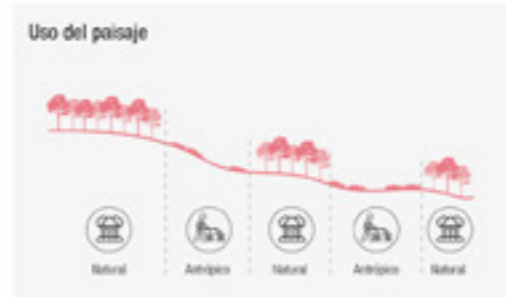 Uso del paisaje
Natural
Antrópico
Natural
Antrópico
Natural